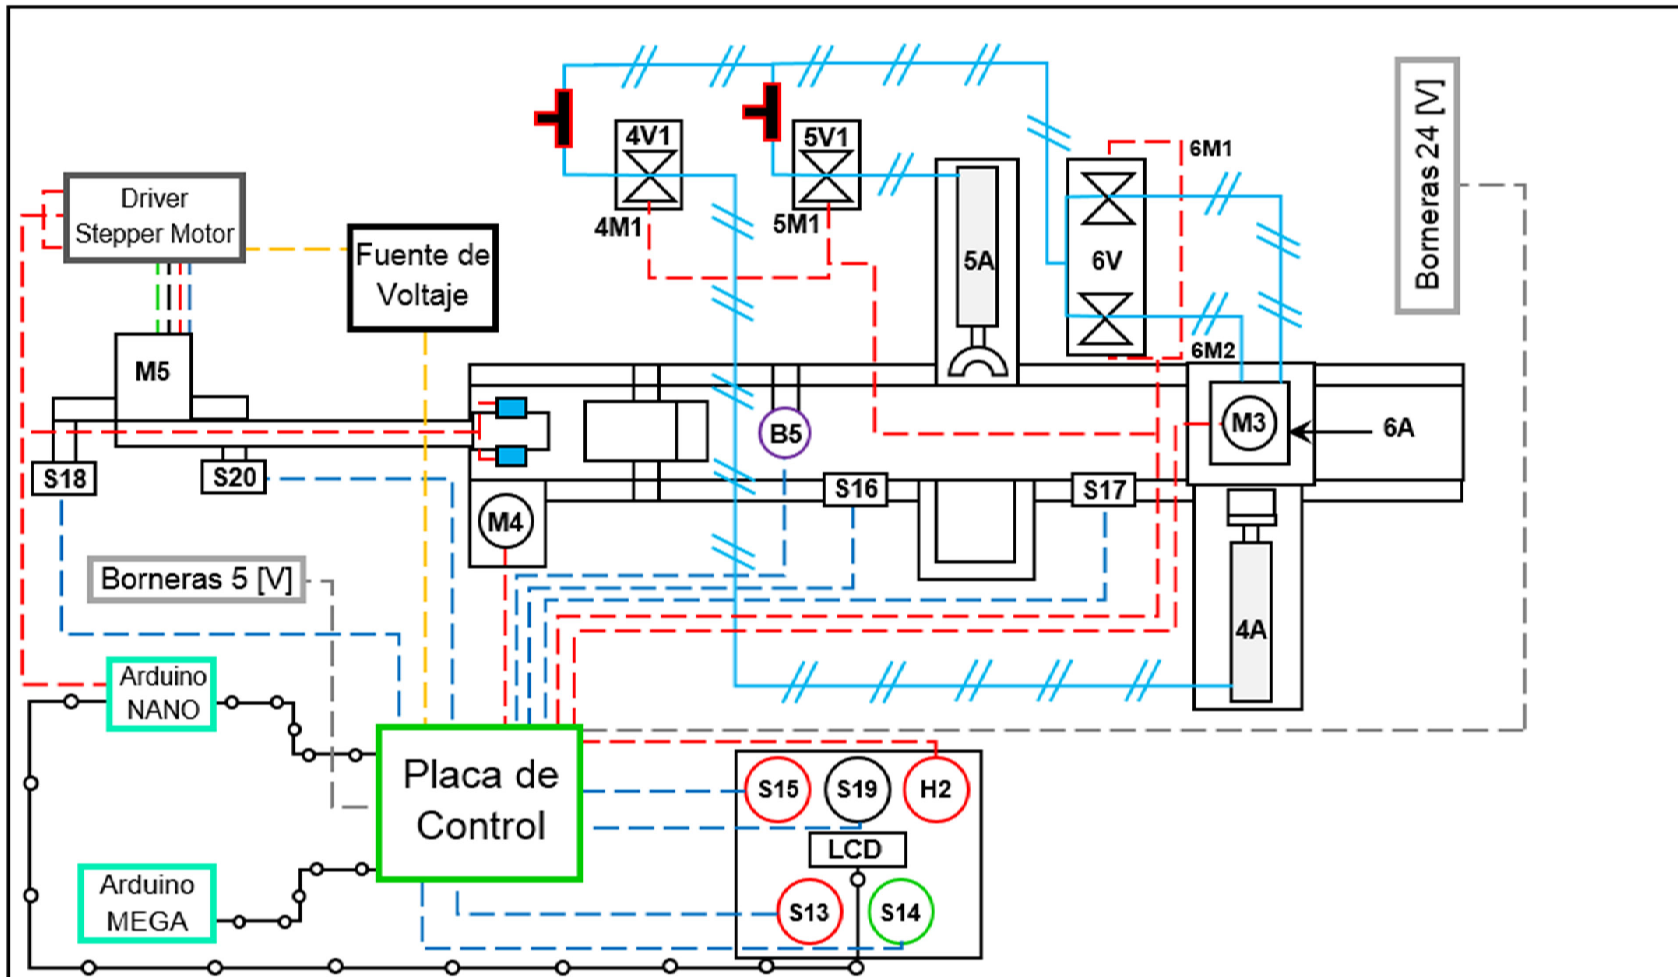 4V1
5V1
6M1
Borneras 24 [V]
Driver
Stepper Motor
4M1
5M1
Fuente de
Voltaje
5A
6V
6M2
M5
M3
6A
B5
S18
S20
S16
S17
M4
Borneras 5 [V]
4A
Arduino
NANO
Placa de
Control
S15
S19
H2
LCD
Arduino
MEGA
S13
S14